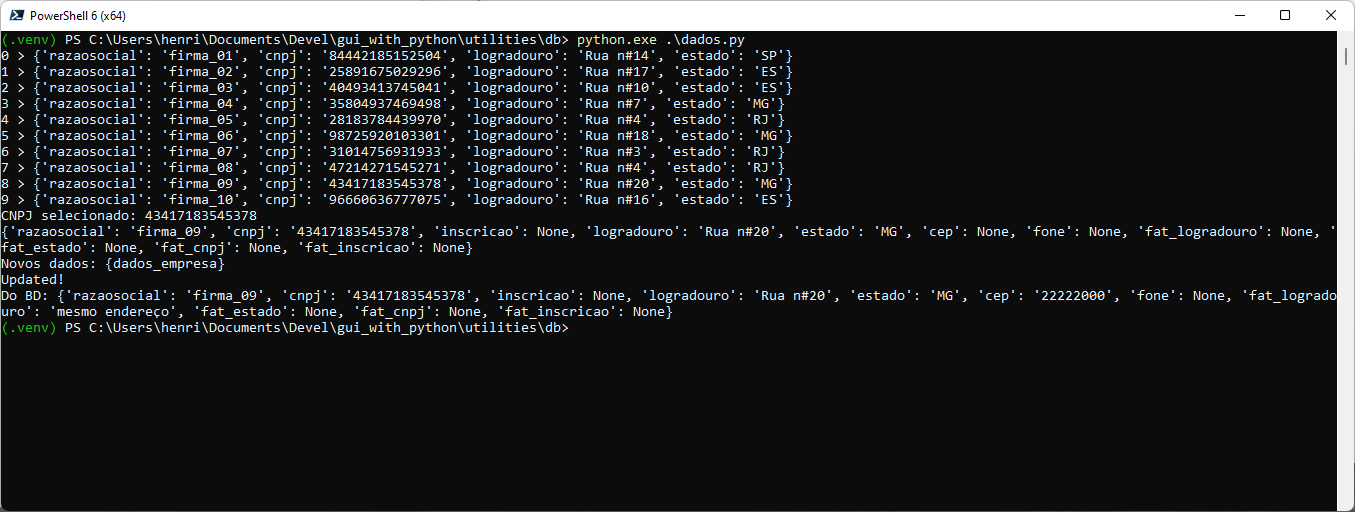 PowerShell 6 (x64)
(.venv) PS C:\Users\henri\Documents\Devel\gui_with_python\utilities\db> python.exe .\dados.py
0 > {'razaosocial': 'firma_01', 'cnpj': '84442185152504', 'logradouro': 'Rua n#14', 'estado': 'SP'}
1 > {'razaosocial': 'firma_02', 'cnpj': '25891675029296', 'logradouro': 'Rua n#17', 'estado': 'ES'}
2 > {'razaosocial': 'firma_03', 'cnpj': '40493413745041', 'logradouro': 'Rua n#10', 'estado': 'ES'}
3 > {'razaosocial': 'firma_04', 'cnpj': '35804937469498', 'logradouro': 'Rua n#7', 'estado': 'MG'}
4 > {'razaosocial': 'firma_05', 'cnpj': '28183784439970', 'logradouro': 'Rua n#4', 'estado': 'RJ'}
5 > {'razaosocial': 'firma_06', 'cnpj': '98725920103301', 'logradouro': 'Rua n#18', 'estado': 'MG'}
6 > {'razaosocial': 'firma_07', 'cnpj': '31014756931933', 'logradouro': 'Rua n#3', 'estado': 'RJ'}
7 > {'razaosocial': 'firma_08', 'cnpj': '47214271545271', 'logradouro': 'Rua n#4', 'estado': 'RJ'}
8 > {'razaosocial': 'firma_09', 'cnpj': '43417183545378', 'logradouro': 'Rua n#20', 'estado': 'MG'}
9 > {'razaosocial': 'firma_10', 'cnpj': '96660636777075', 'logradouro': 'Rua n#16', 'estado': 'ES'}
CNPJ selecionado: 43417183545378
{'razaosocial': 'firma_09', 'cnpj': '43417183545378', 'inscricao': None, 'logradouro': 'Rua n#20', 'estado': 'MG', 'cep': None, 'fone': None, 'fat_logradouro': None, '
fat_estado': None, 'fat_cnpj': None, 'fat_inscricao': None}
Novos dados: {dados_empresa}
Updated!
Do BD: {'razaosocial': 'firma_09', 'cnpj': '43417183545378', 'inscricao': None, 'logradouro': 'Rua n#20', 'estado': 'MG', 'cep': '22222000', 'fone': None, 'fat_lograd
uro': 'mesmo endereço', 'fat_estado': None, 'fat_cnpj': None, 'fat_inscricao': None}
(.venv) PS C:\Users\henri\Documents\Devel\gui_with_python\utilities\db>